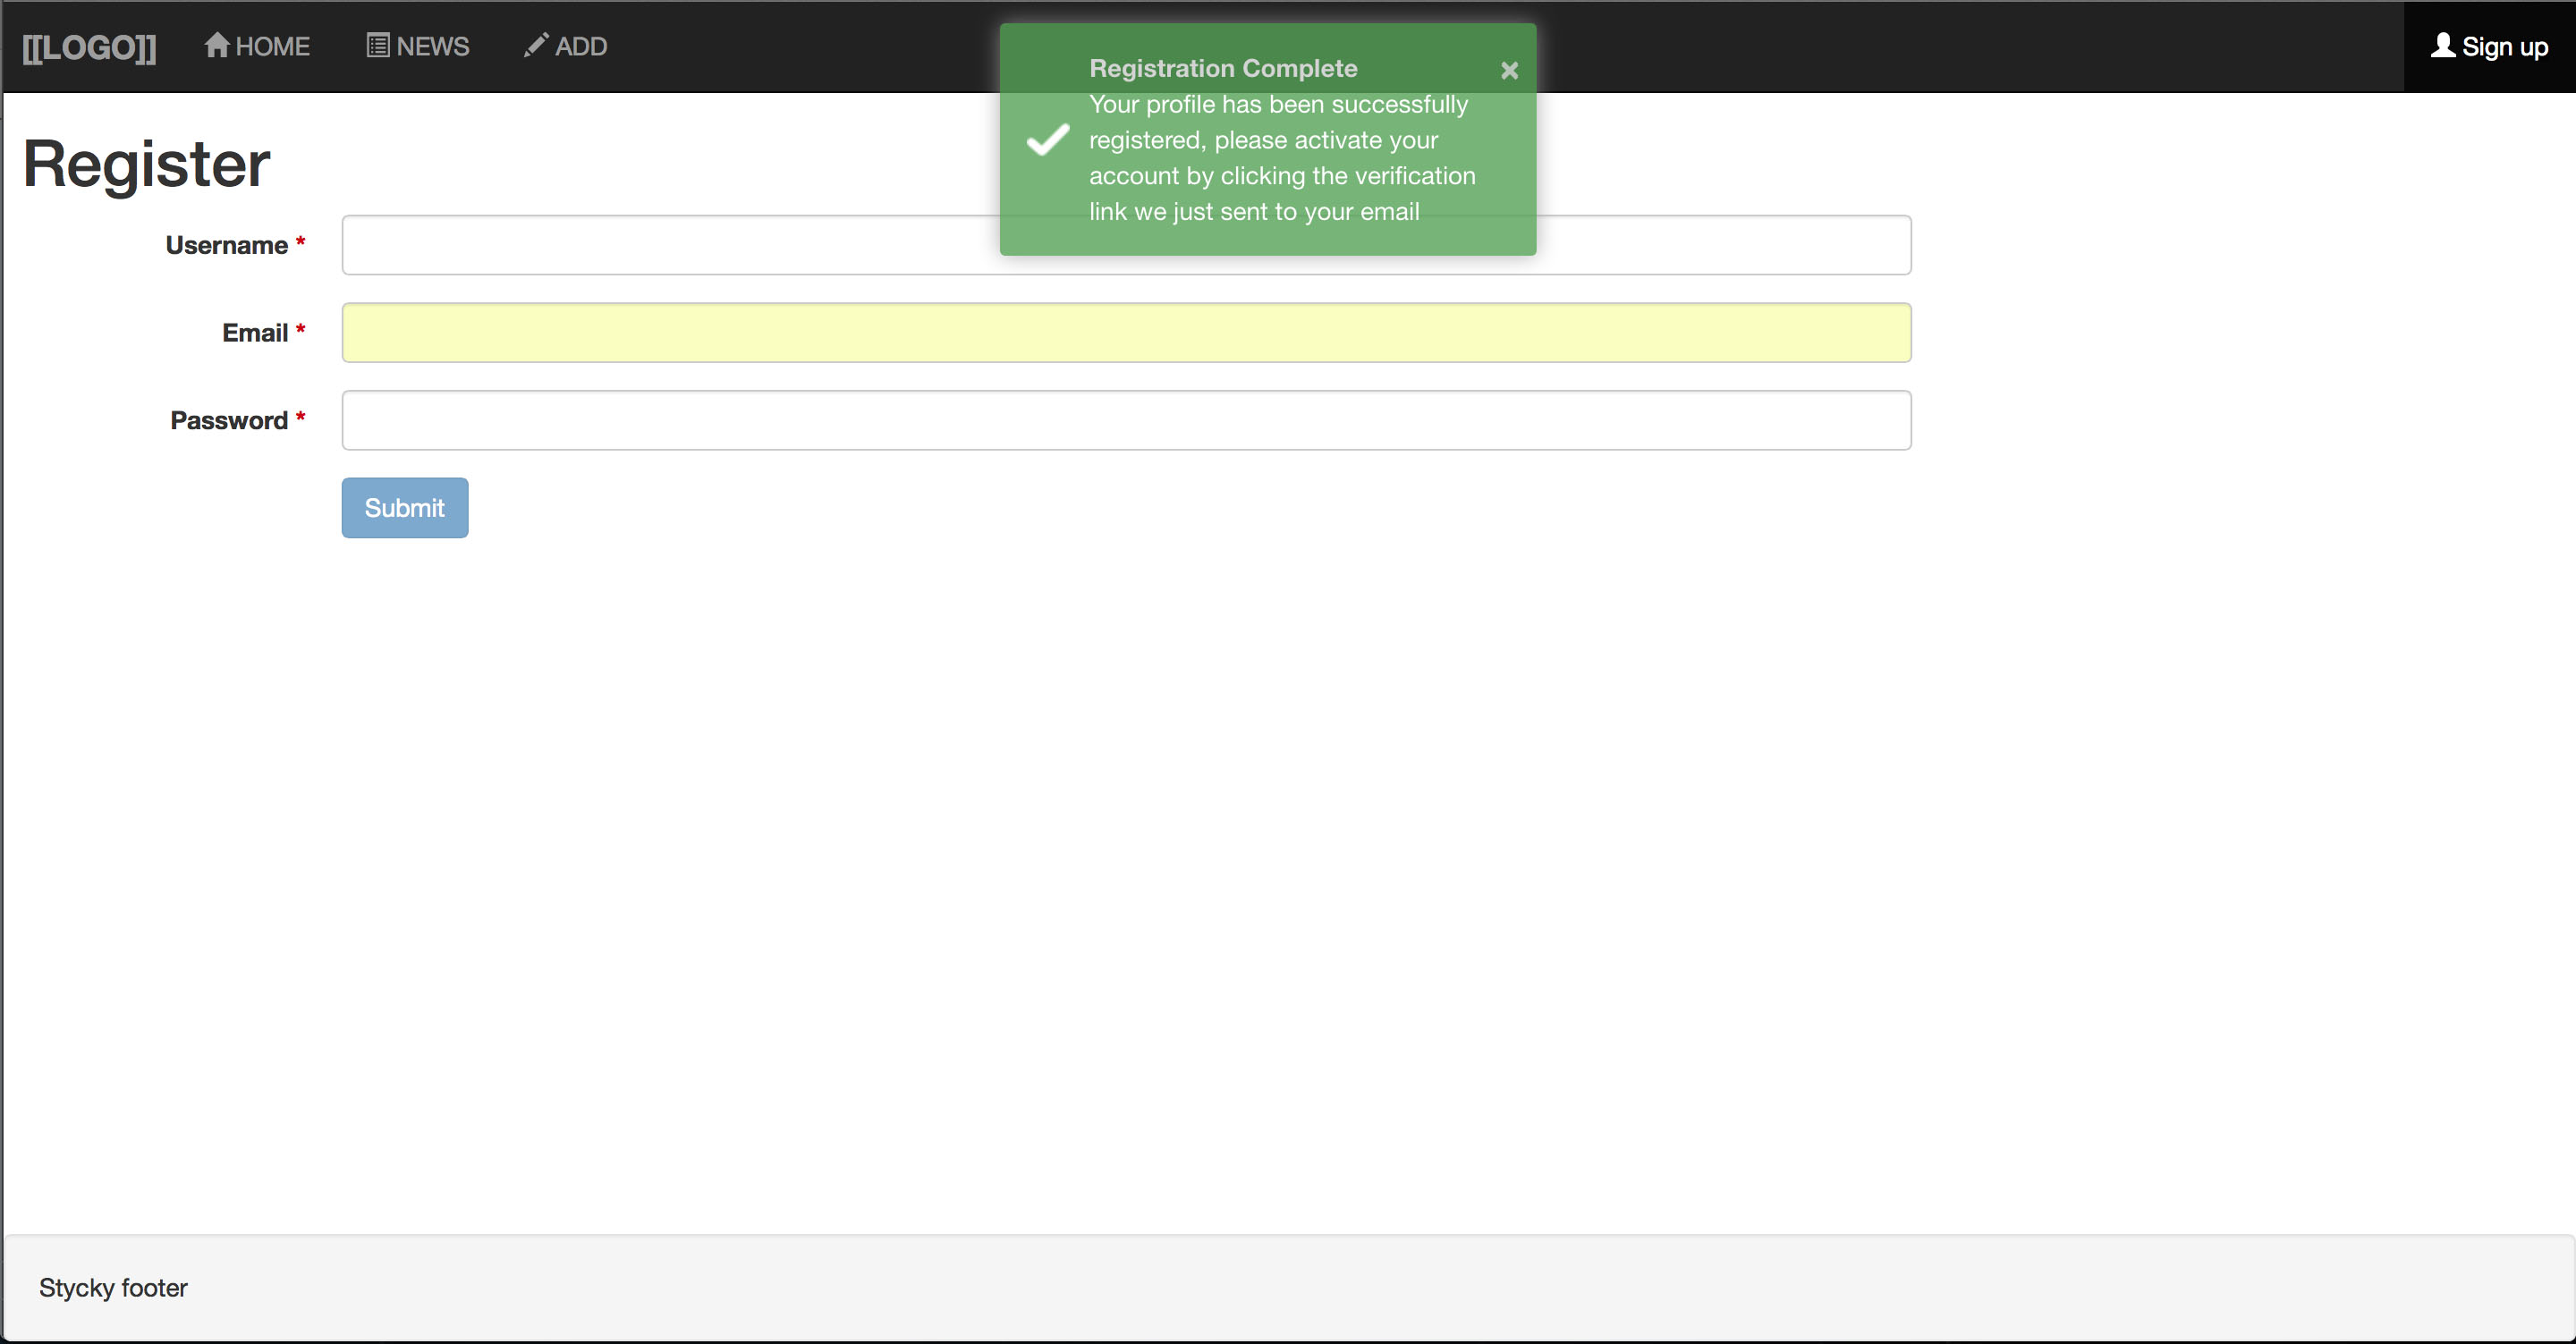 [[LOGO]] HOME NEWS ADD Sign up
Registration Complete ×
Your profile has been successfully
registered, please activate your
account by clicking the verification
link we just sent to your email
Register
Username *
Email *
Password *
Submit
Stycky footer